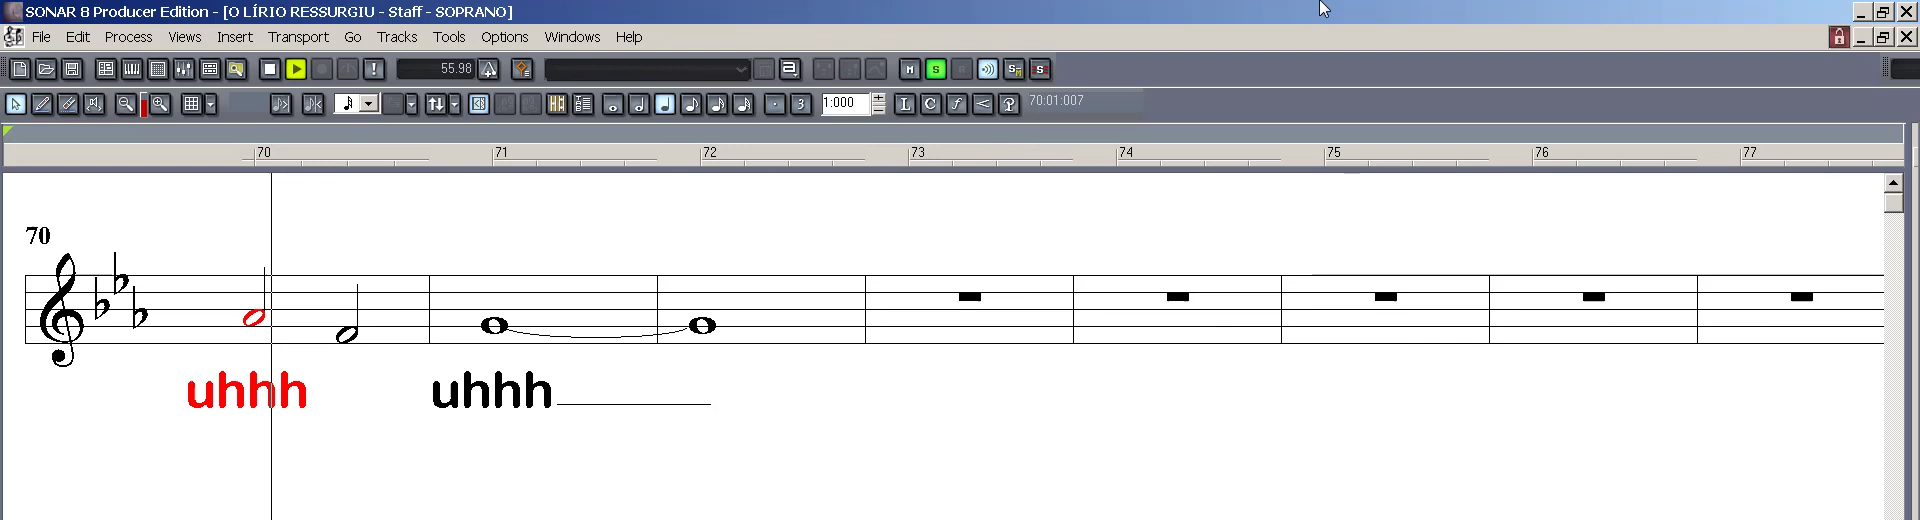 SONAR 8 Producer Edition - [O LÍRIO RESSURGIU - Staff - SOPRANO]
File Edit Process Views Insert Transport Go Tracks Tools Options Windows Help
55.98 M S R
3 1:000 L C f < P 70:01:007
70 71 72 73 74 75 76 77
70
uhhh uhhh